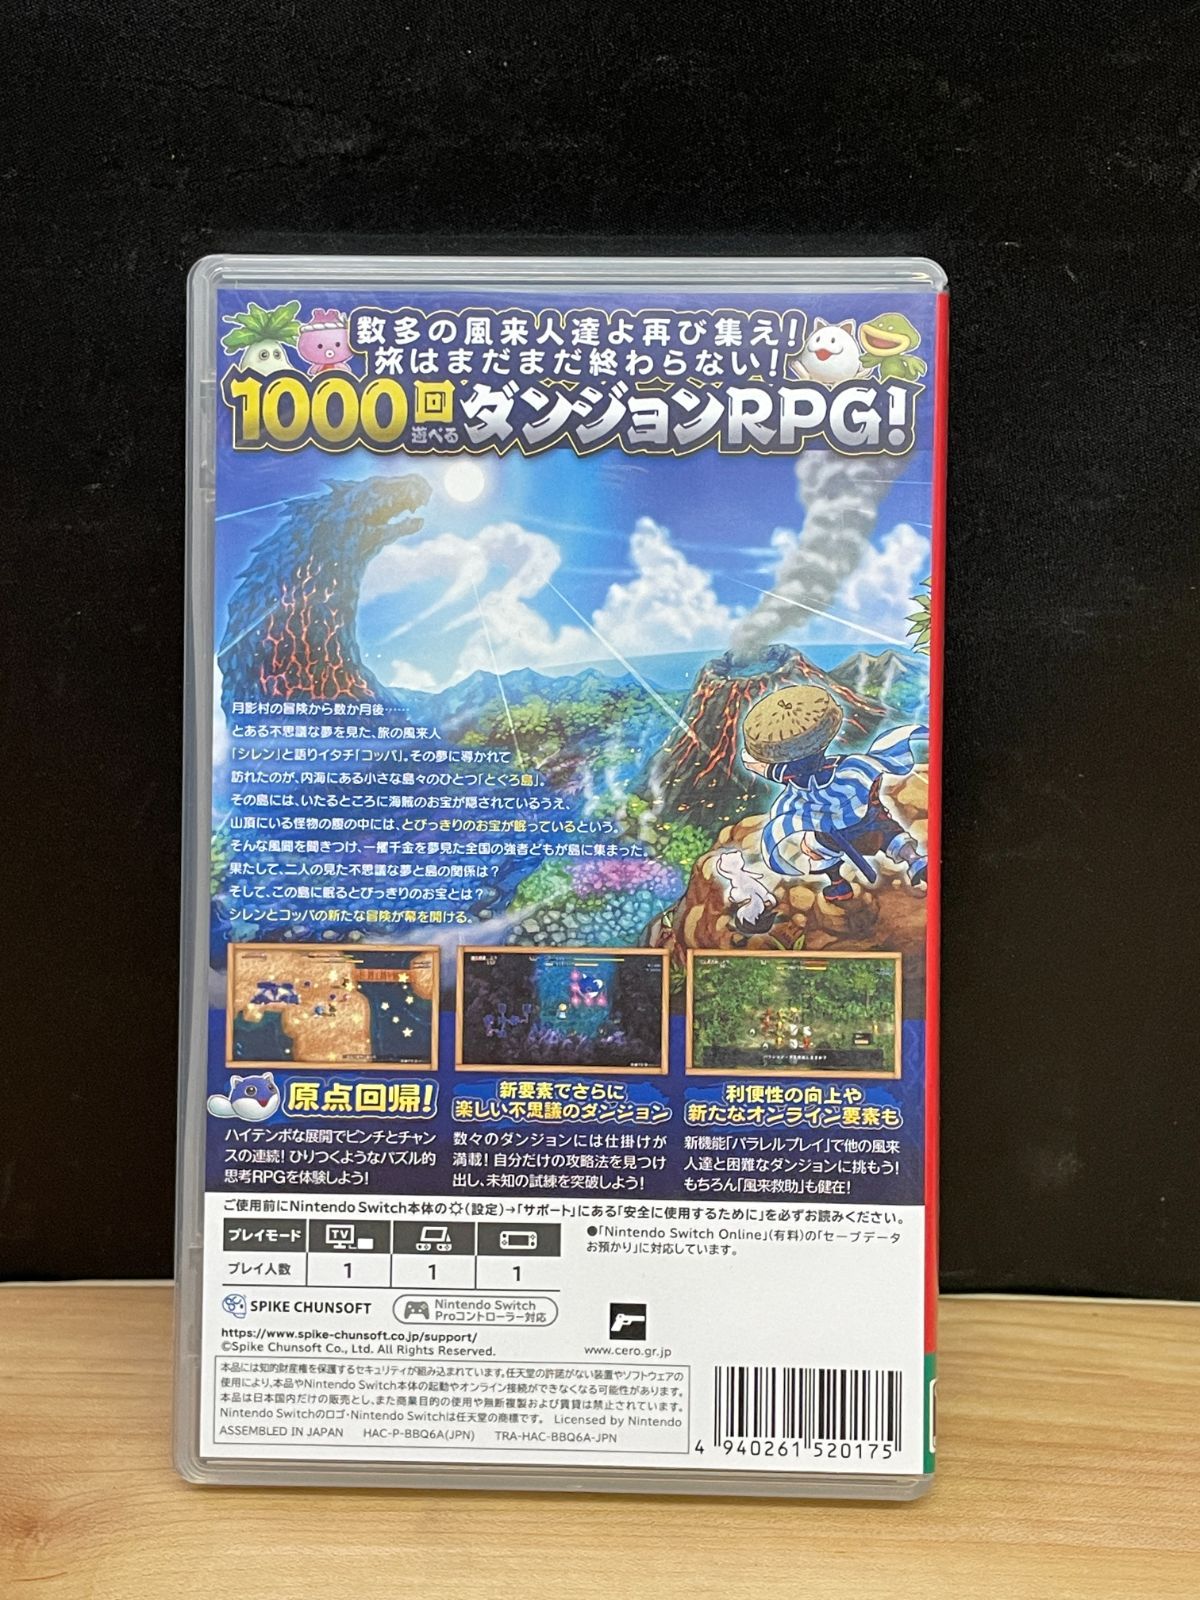 数多の風来人達よ再び集え!
旅はまだまだ終わらない!
1000回遊べるダンジョンRPG!
月影村の冒険から数か月後……
とある不思議な夢を見た、旅の風来人
「シレン」と語りイタチ「コッパ」。その夢に導かれて
訪れたのが、内海にある小さな島々のひとつ「とぐろ島」。
その島には、いたるところに海賊のお宝が隠されているうえ、
山頂にいる怪物の腹の中には、とびっきりのお宝が眠っているという。
そんな風聞を聞きつけ、一攫千金を夢見た全国の強者どもが島に集まった。
果たして、二人の見た不思議な夢と島の関係は?
そして、この島に眠るとびっきりのお宝とは?
シレンとコッパの新たな冒険が幕を開ける。
原点回帰!
ハイテンポな展開でピンチとチャン
スの連続!ひりつくようなパズル的
思考RPGを体験しよう!
新要素でさらに
楽しい不思議のダンジョン
数々のダンジョンには仕掛けが
満載!自分だけの攻略法を見つけ
出し、未知の試練を突破しよう!
利便性の向上や
新たなオンライン要素も
新機能「パラレルプレイ」で他の風来
人達と困難なダンジョンに挑もう!
もちろん「風来救助」も健在!
ご使用前にNintendo Switch本体の(設定)→「サポート」にある「安全に使用するために」を必ずお読みください。
プレイモード TV
プレイ人数 1 1 1
●「Nintendo Switch Online」(有料)の「セーブデータ
お預かり」に対応しています。
SPIKE CHUNSOFT
Nintendo Switch
Proコントローラー対応
https://www.spike-chunsoft.co.jp/support/
©Spike Chunsoft Co., Ltd. All Rights Reserved.
www.cero.gr.jp
本品には知的財産権を保護するセキュリティが組み込まれています。任天堂の許諾がない装置やソフトウェアの
使用により、本品やNintendo Switch本体の起動やオンライン接続ができなくなる可能性があります。
本品は日本国内だけの販売とし、また商業目的の使用や無断複製および賃貸は禁止されています。
Nintendo Switchのロゴ・Nintendo Switchは任天堂の商標です。 Licensed by Nintendo
ASSEMBLED IN JAPAN HAC-P-BBQ6A(JPN) TRA-HAC-BBQ6A-JPN
4 940261 520175